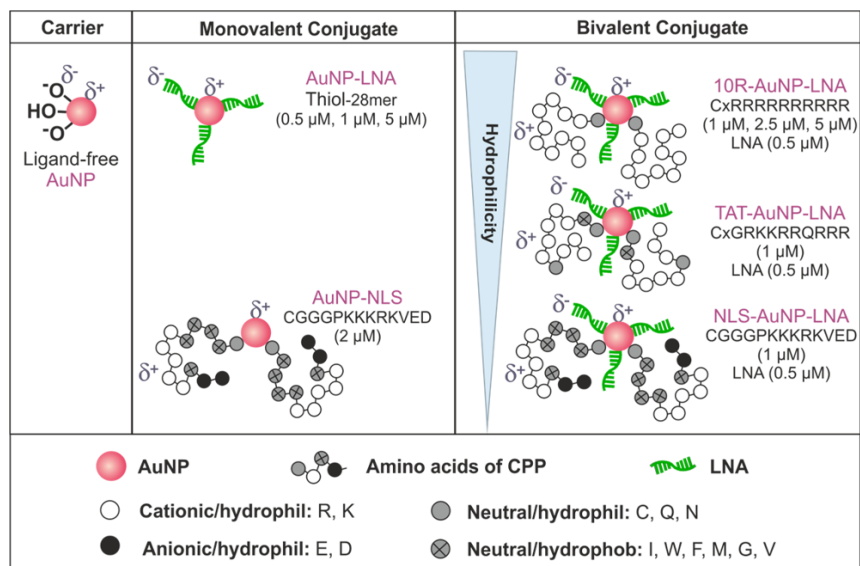 Carrier
Monovalent Conjugate
Bivalent Conjugate
δ-
-O
δ+
HO
-O
Ligand-free
AuNP
δ-
δ+
AuNP-LNA
Thiol-28mer
(0.5 µM, 1 µM, 5 µM)
δ+
δ+
AuNP-NLS
CGGGPKKKRKVED
(2 µM)
Hydrophilicity
δ-
δ+
δ+
10R-AuNP-LNA
CxRRRRRRRRRR
(1 µM, 2.5 µM, 5 µM)
LNA (0.5 µM)
δ-
δ+
δ+
TAT-AuNP-LNA
CxGRKKRRQRRR
(1 µM)
LNA (0.5 µM)
δ-
δ+
δ+
NLS-AuNP-LNA
CGGGPKKKRKVED
(1 µM)
LNA (0.5 µM)
AuNP
Amino acids of CPP
LNA
Cationic/hydrophil: R, K
Neutral/hydrophil: C, Q, N
Anionic/hydrophil: E, D
Neutral/hydrophob: I, W, F, M, G, V